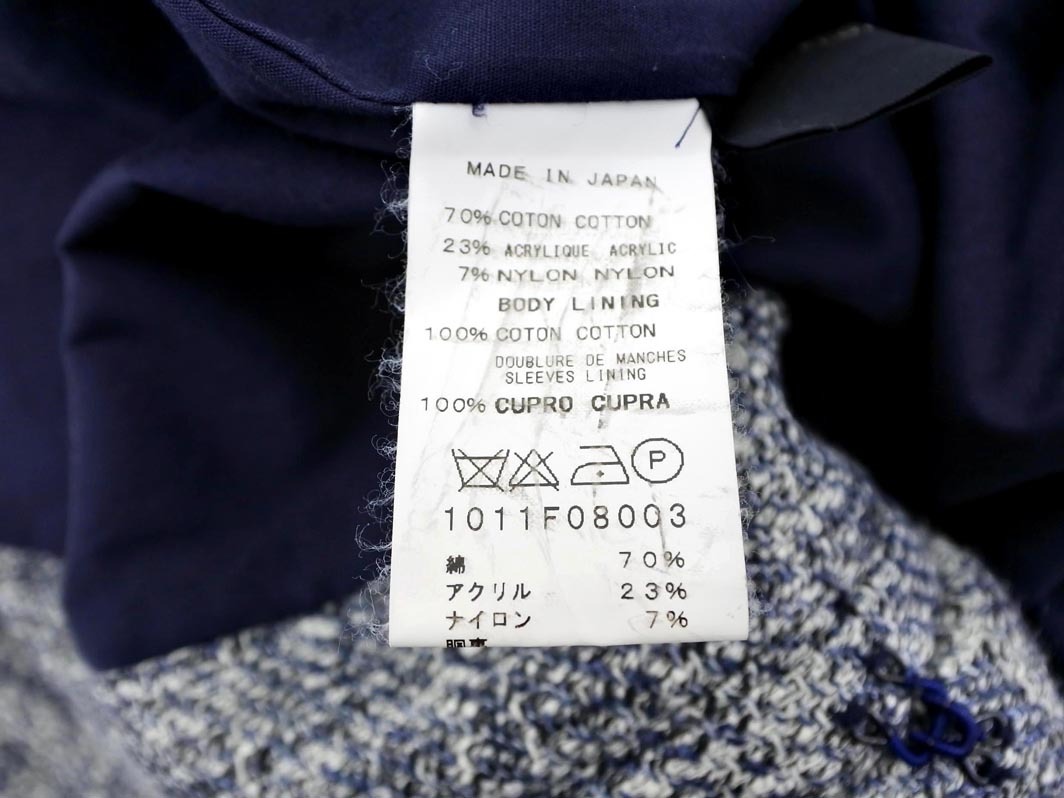 MADE IN JAPAN
70% COTON COTTON
23% ACRYLIQUE ACRYLIC
7% NYLON NYLON
BODY LINING
100% COTON COTTON
DOUBLURE DE MANCHES
SLEEVES LINING
100% CUPRO CUPRA
P
1011F08003
綿 70%
アクリル 23%
ナイロン 7%